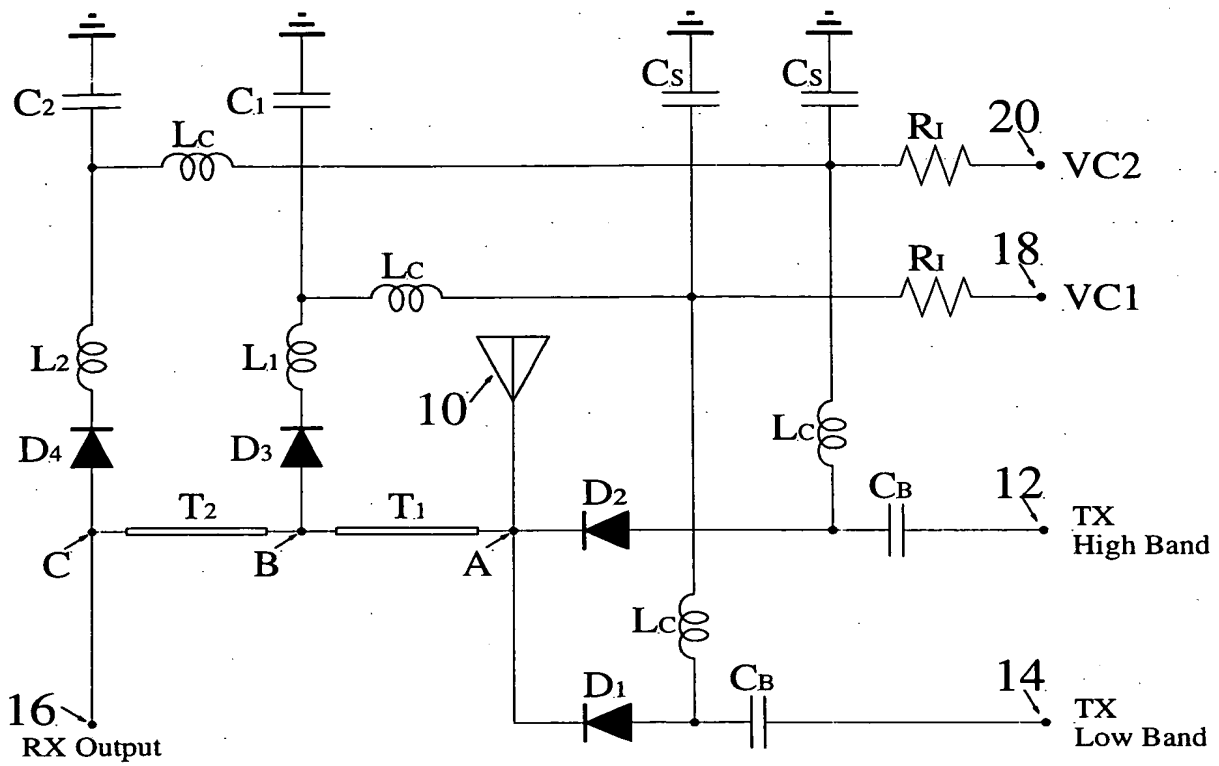 C2
C1
CS
CS
LC
RI
20
VC2
LC
RI
18
VC1
L2
L1
10
LC
D4
D3
D2
CB
12
T2
T1
TX
High Band
C
B
A
LC
D1
CB
14
TX
Low Band
16
RX Output